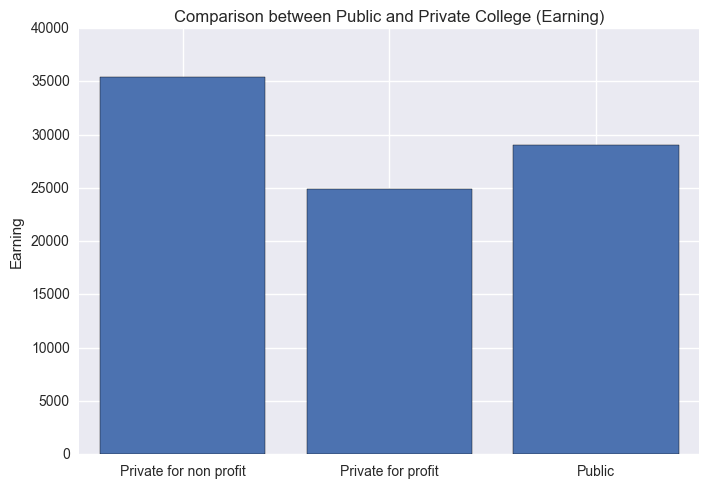 Comparison between Public and Private College (Earning)
40000
35000
30000
25000
20000
15000
10000
5000
0
Earning
Private for non profit
Private for profit
Public